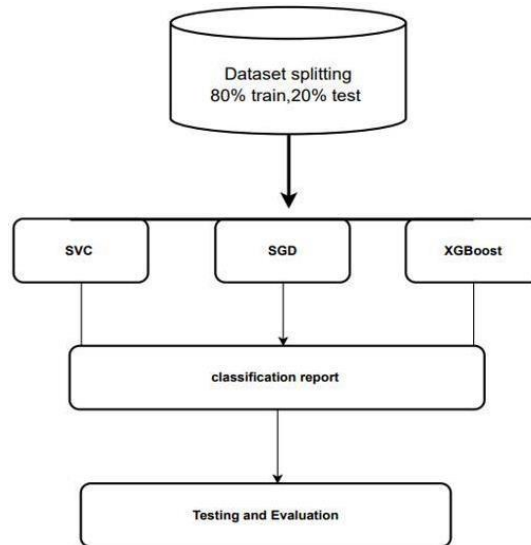 Dataset splitting
80% train,20% test
SVC
SGD
XGBoost
classification report
Testing and Evaluation